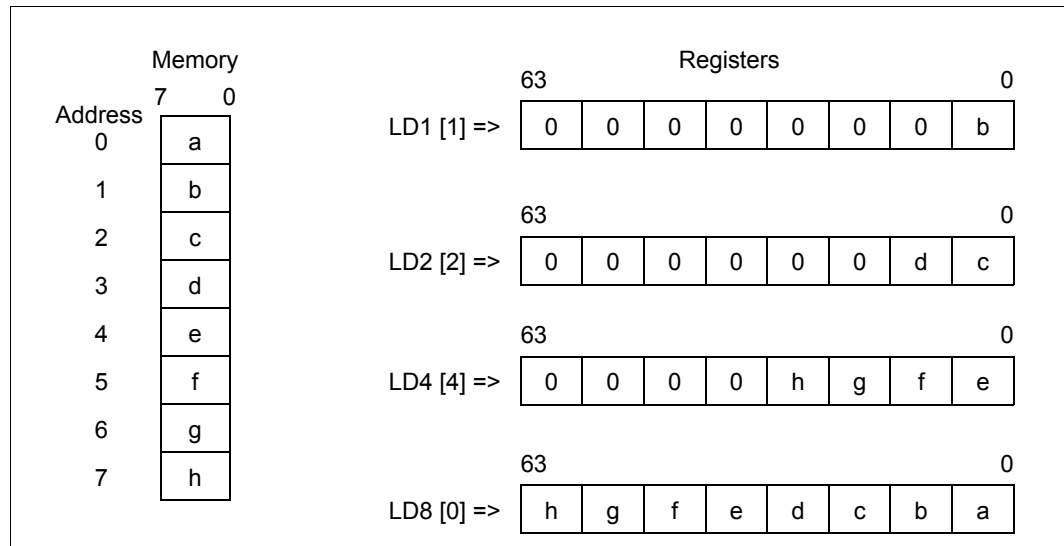 Memory
7 0
Address
0 a
1 b
2 c
3 d
4 e
5 f
6 g
7 h
Registers
63 0
LD1 [1] => 0 0 0 0 0 0 0 b
63 0
LD2 [2] => 0 0 0 0 0 0 d c
63 0
LD4 [4] => 0 0 0 0 h g f e
63 0
LD8 [0] => h g f e d c b a